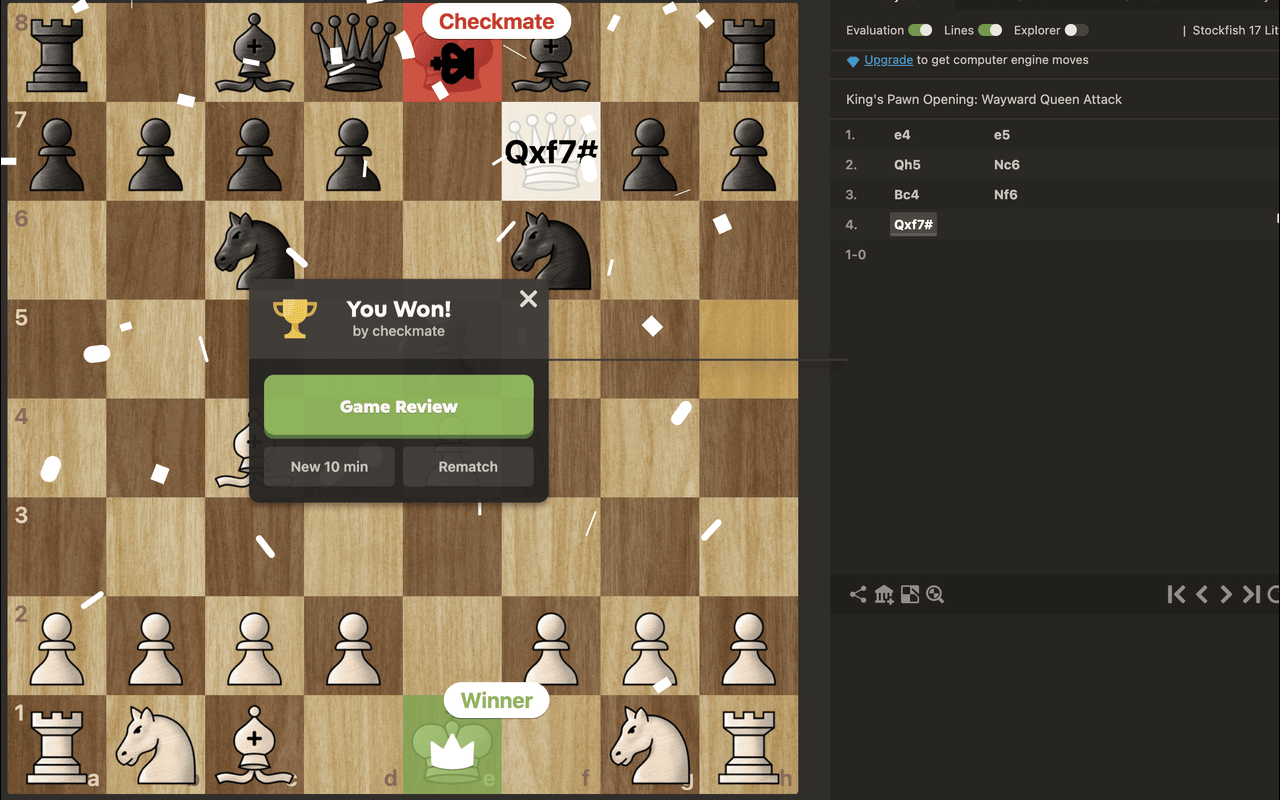 Checkmate
8
7
Qxf7#
6
5
4
3
2
1
a
c
d
e
f
g
h
You Won!
by checkmate
Game Review
New 10 min
Rematch
Winner
Evaluation Lines Explorer | Stockfish 17 Lit
Upgrade to get computer engine moves
King's Pawn Opening: Wayward Queen Attack
1. e4 e5
2. Qh5 Nc6
3. Bc4 Nf6
4. Qxf7#
1-0